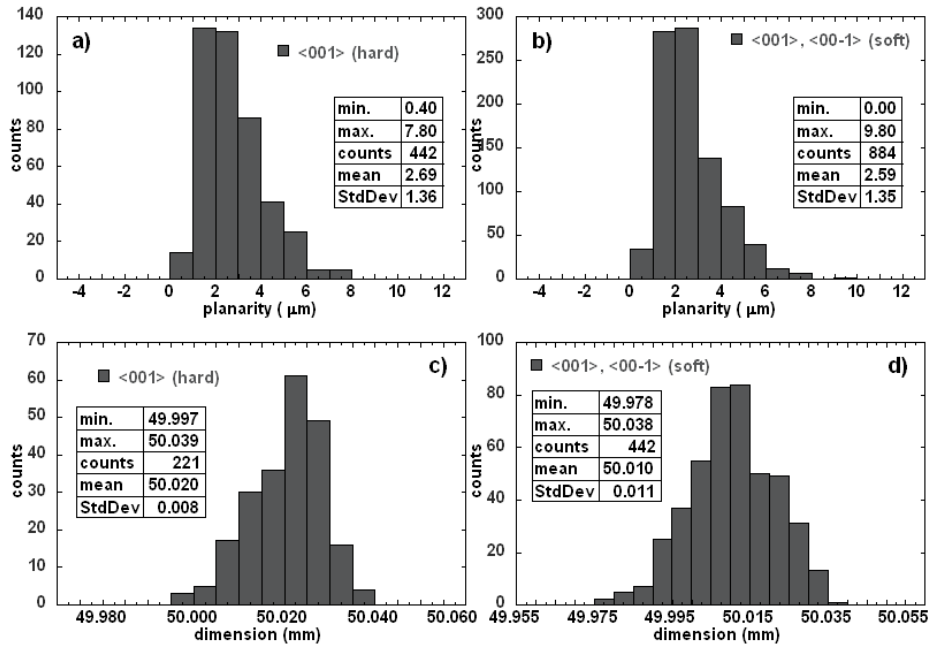 a)
<001> (hard)
min. 0.40
max. 7.80
counts 442
mean 2.69
StdDev 1.36
counts
140
120
100
80
60
40
20
0
-4 -2 0 2 4 6 8 10 12
planarity ( μm)
b)
<001>, <00-1> (soft)
min. 0.00
max. 9.80
counts 884
mean 2.59
StdDev 1.35
counts
300
250
200
150
100
50
0
-4 -2 0 2 4 6 8 10 12
planarity ( μm)
c)
<001> (hard)
min. 49.997
max. 50.039
counts 221
mean 50.020
StdDev 0.008
counts
70
60
50
40
30
20
10
0
49.980 50.000 50.020 50.040 50.060
dimension (mm)
d)
<001>, <00-1> (soft)
min. 49.978
max. 50.038
counts 442
mean 50.010
StdDev 0.011
counts
100
80
60
40
20
0
49.955 49.975 49.995 50.015 50.035 50.055
dimension (mm)